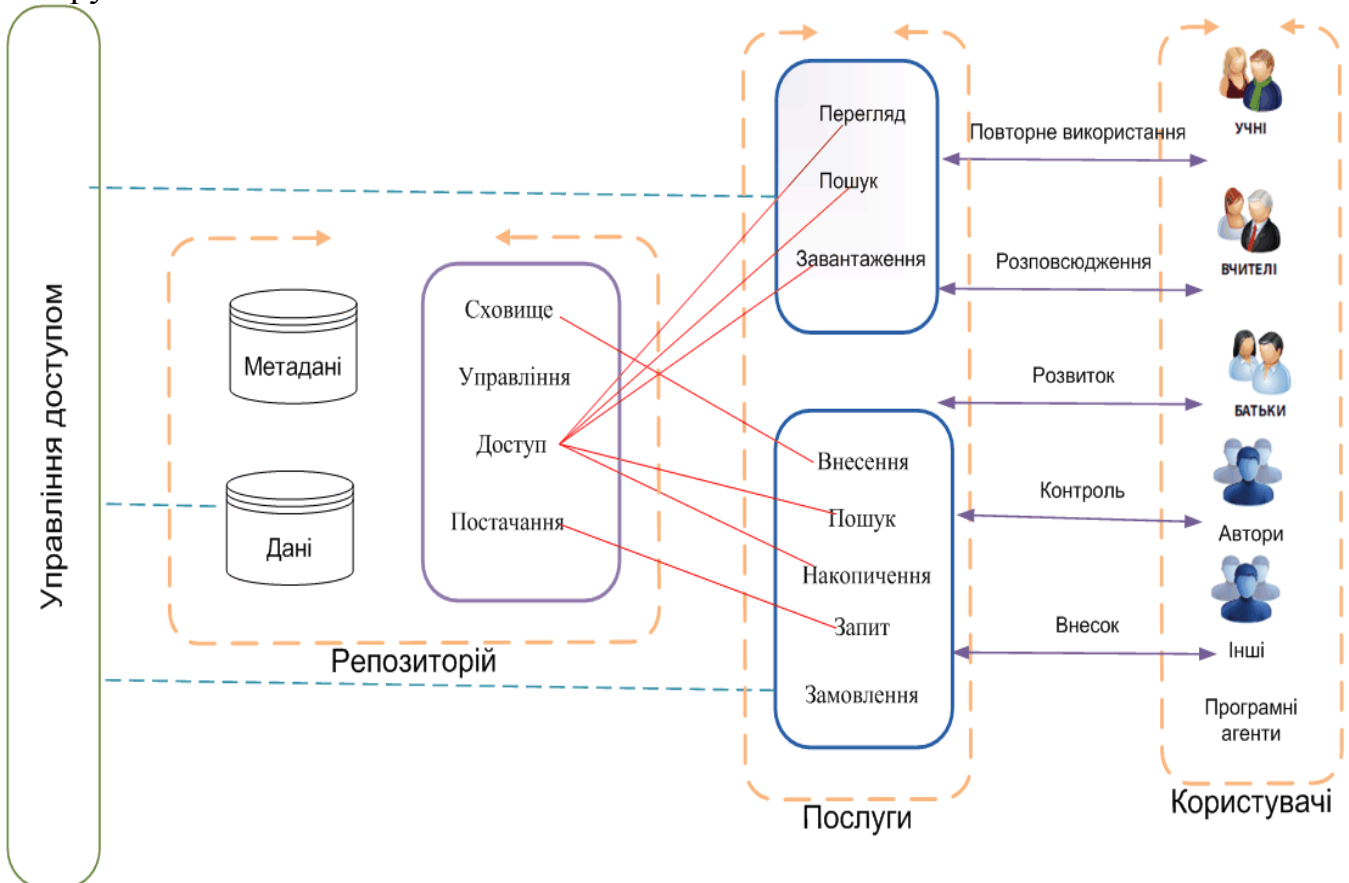 Управління доступом
Метадані
Дані
Сховище
Управління
Доступ
Постачання
Репозиторій
Перегляд
Пошук
Завантаження
Внесення
Пошук
Накопичення
Запит
Замовлення
Послуги
Повторне використання
Розповсюдження
Розвиток
Контроль
Внесок
УЧНІ
ВЧИТЕЛІ
БАТЬКИ
Автори
Інші
Програмні
агенти
Користувачі